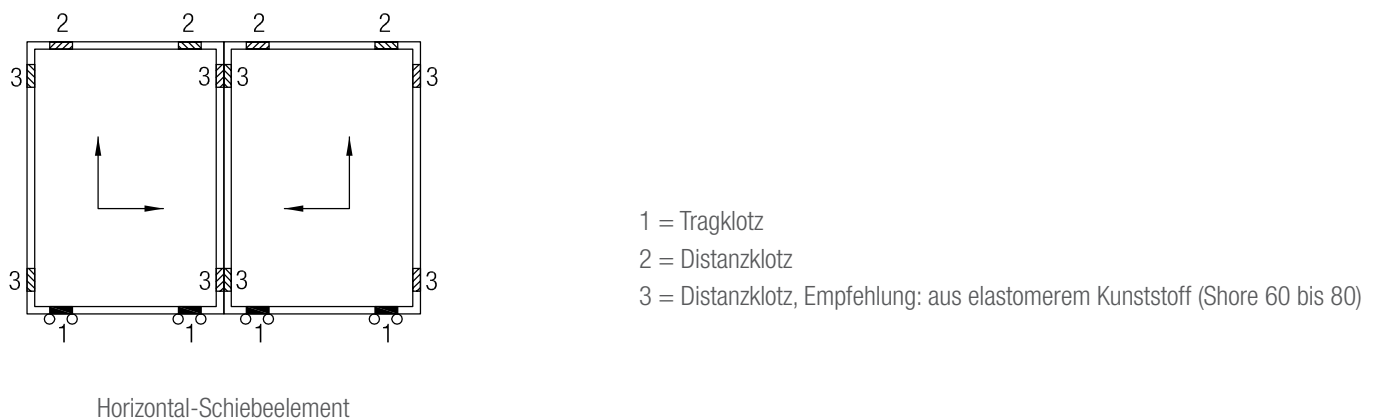 2 2 2 2
3 3 3 3
3 3 3 3
1 1 1 1
Horizontal-Schiebeelement
1 = Tragklotz
2 = Distanzklotz
3 = Distanzklotz, Empfehlung: aus elastomerem Kunststoff (Shore 60 bis 80)